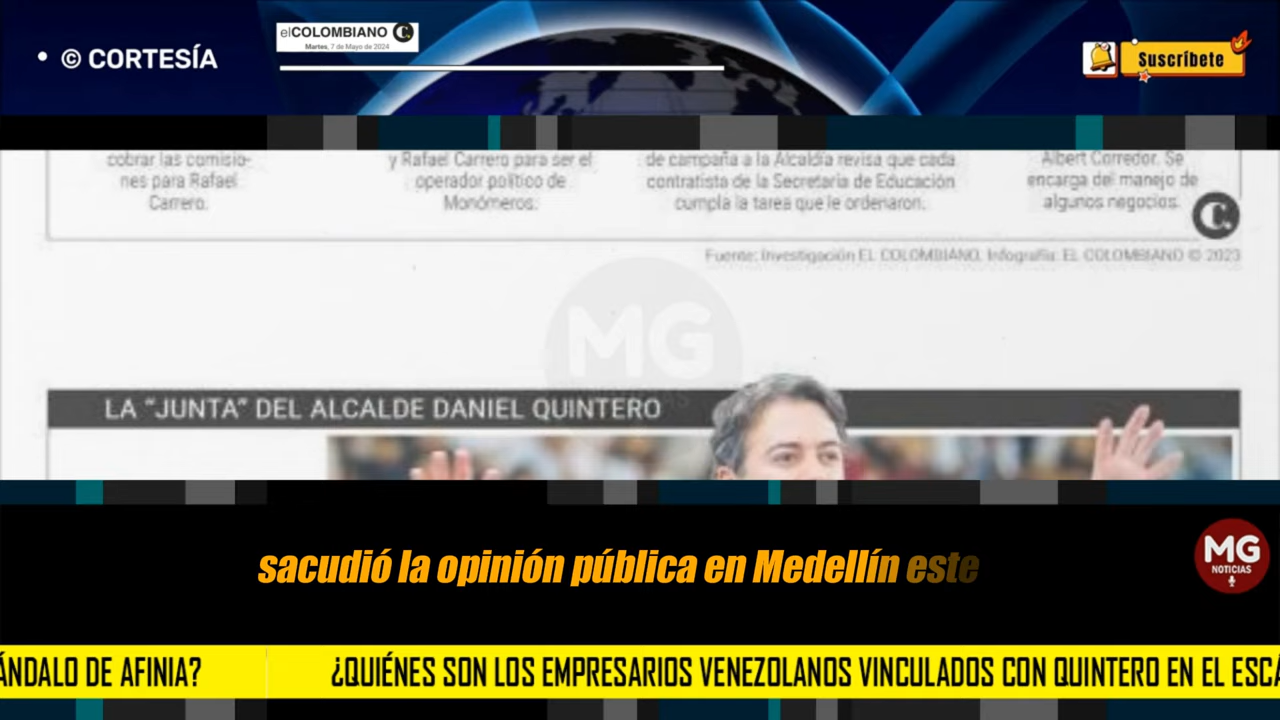 • © CORTESÍA
elCOLOMBIANO C
Martes, 7 de Mayo de 2024
Suscríbete
cobrar las comisio-
nes para Rafael
Carrero.
y Rafael Carrero para ser el
operador político de
Monómeros.
de campaña a la Alcaldía revisa que cada
contratista de la Secretaría de Educación
cumpla la tarea que le ordenaron.
Albert Corredor. Se
encarga del manejo de
algunos negocios.
C
Fuente: Investigación EL COLOMBIANO. Infografía: EL COLOMBIANO © 2023
MG
LA “JUNTA” DEL ALCALDE DANIEL QUINTERO
sacudió la opinión pública en Medellín este
MG
NOTICIAS
ÁNDALO DE AFINIA? ¿QUIÉNES SON LOS EMPRESARIOS VENEZOLANOS VINCULADOS CON QUINTERO EN EL ESCÁ